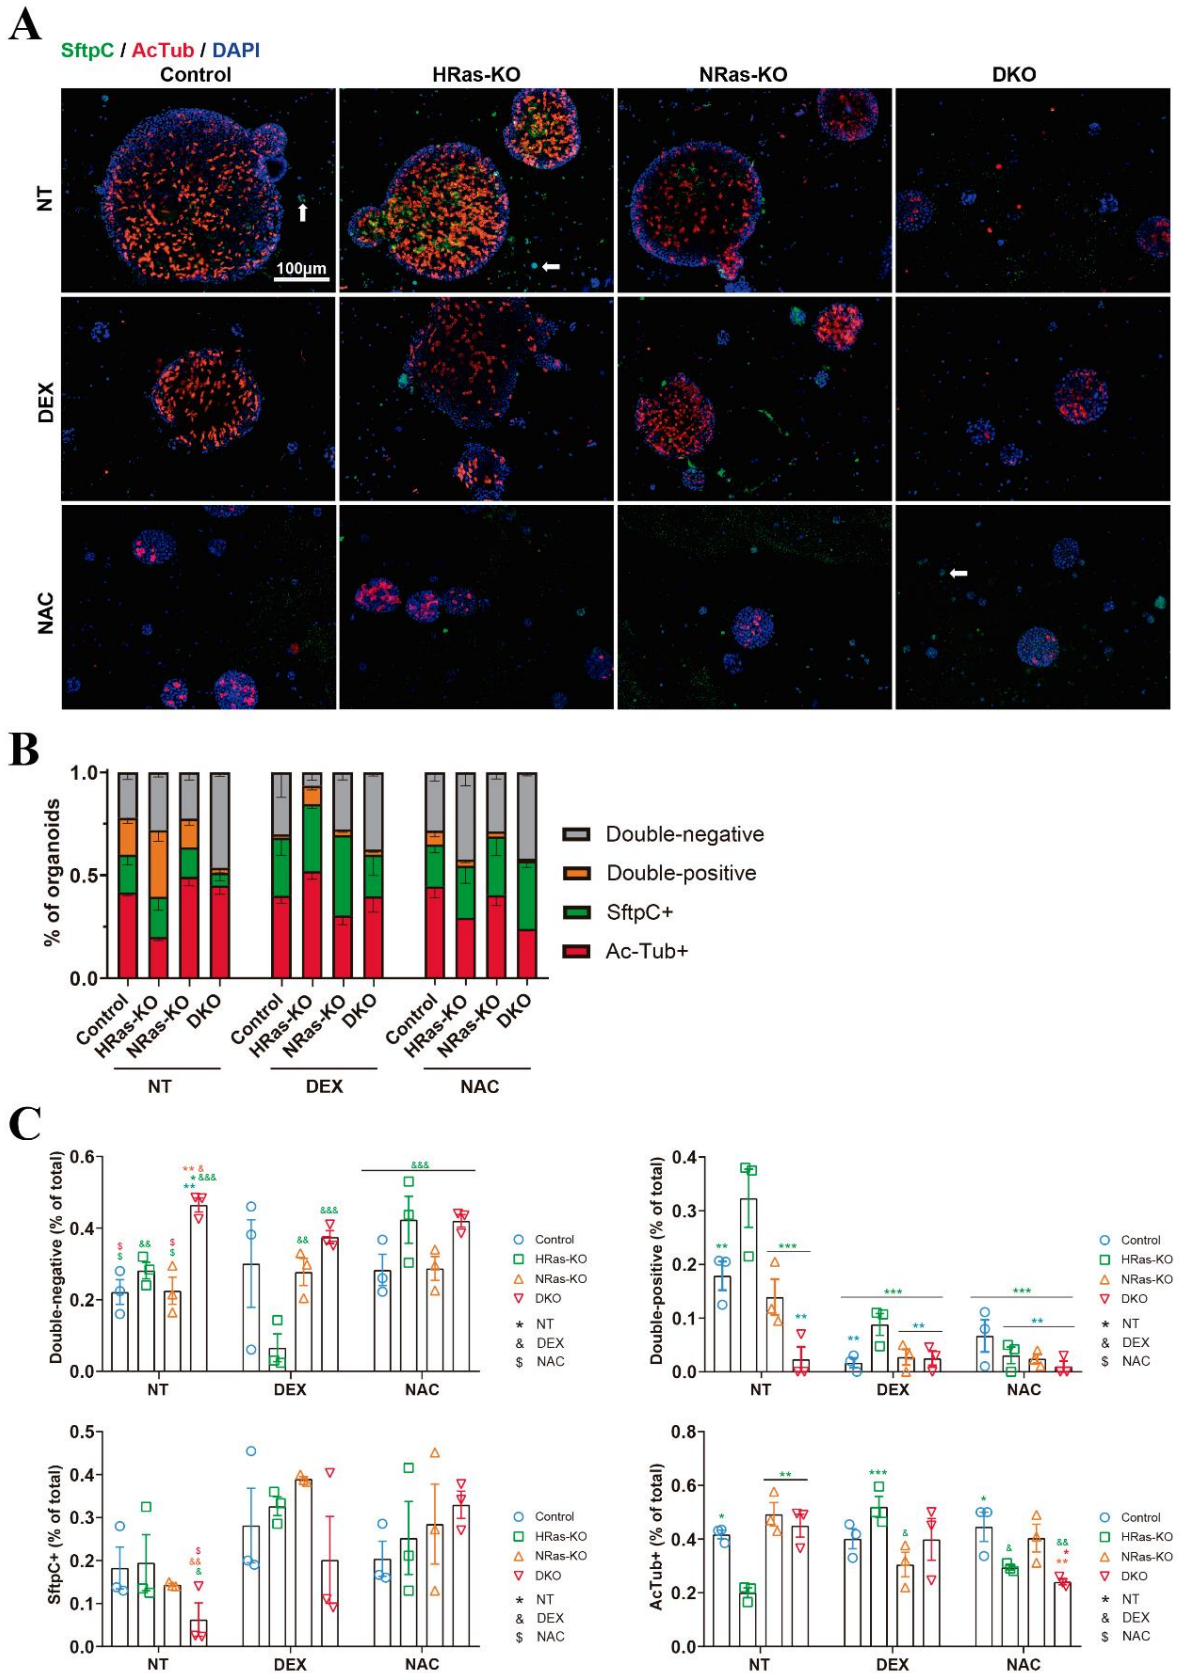 A
SftpC / AcTub / DAPI
Control HRas-KO NRas-KO DKO
NT
100µm
DEX
NAC
B
% of organoids
1.0
0.5
0.0
Control HRas-KO NRas-KO DKO Control HRas-KO NRas-KO DKO Control HRas-KO NRas-KO DKO
NT DEX NAC
Double-negative
Double-positive
SftpC+
Ac-Tub+
C
Double-negative (% of total)
0.6
0.4
0.2
0.0
$
$
&&
$
$
** &
* &&&
**
&&
&&&
&&&
NT DEX NAC
Control
HRas-KO
NRas-KO
DKO
* NT
& DEX
$ NAC
Double-positive (% of total)
0.4
0.3
0.2
0.1
0.0
**
***
**
***
**
**
***
**
NT DEX NAC
Control
HRas-KO
NRas-KO
DKO
* NT
& DEX
$ NAC
SftpC+ (% of total)
0.5
0.4
0.3
0.2
0.1
0.0
$
&&
&
NT DEX NAC
Control
HRas-KO
NRas-KO
DKO
* NT
& DEX
$ NAC
AcTub+ (% of total)
0.8
0.6
0.4
0.2
0.0
*
**
***
&
*
&
&&
*
**
NT DEX NAC
Control
HRas-KO
NRas-KO
DKO
* NT
& DEX
$ NAC